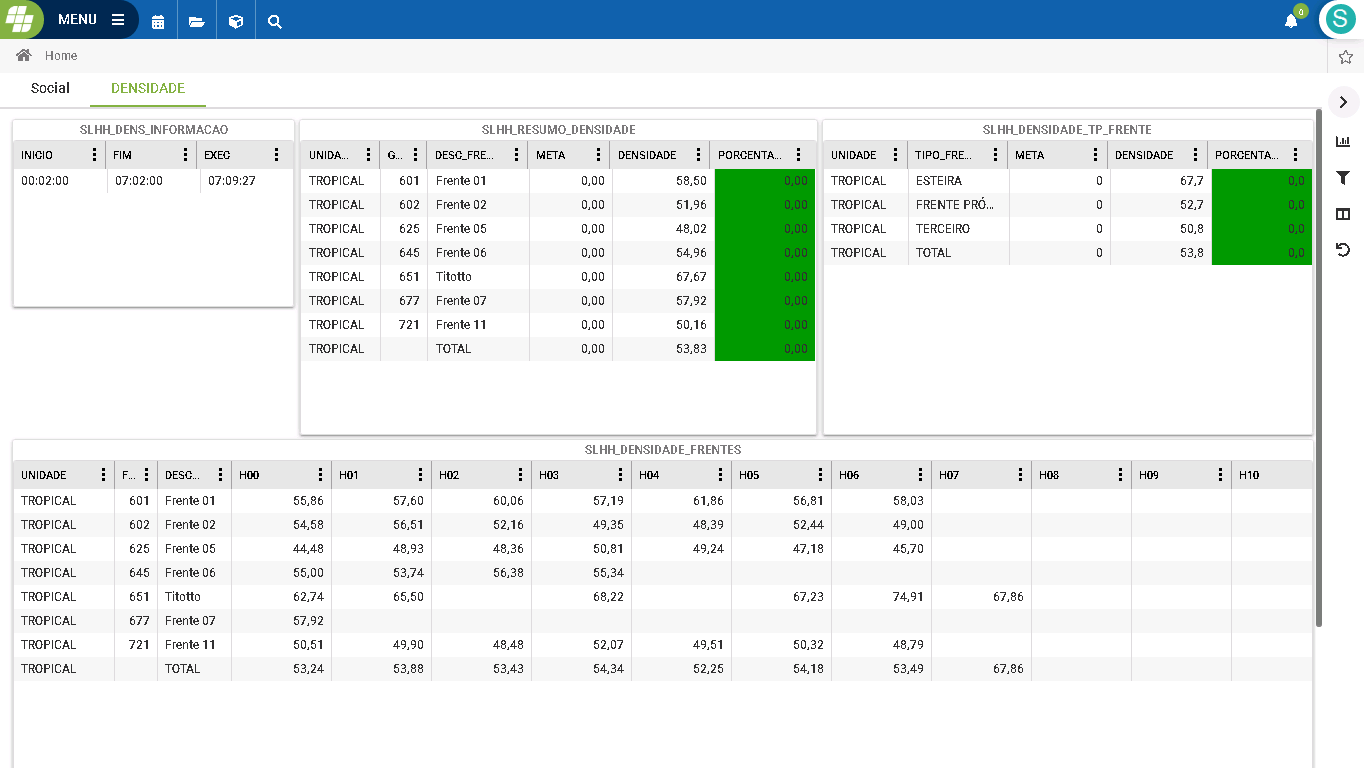 MENU
0
S
Home
Social DENSIDADE
SLHH_DENS_INFORMACAO
INICIO FIM EXEC
00:02:00 07:02:00 07:09:27
SLHH_RESUMO_DENSIDADE
UNIDA... G... DESC_FRE... META DENSIDADE PORCENTA...
TROPICAL 601 Frente 01 0,00 58,50 0,00
TROPICAL 602 Frente 02 0,00 51,96 0,00
TROPICAL 625 Frente 05 0,00 48,02 0,00
TROPICAL 645 Frente 06 0,00 54,96 0,00
TROPICAL 651 Titotto 0,00 67,67 0,00
TROPICAL 677 Frente 07 0,00 57,92 0,00
TROPICAL 721 Frente 11 0,00 50,16 0,00
TROPICAL TOTAL 0,00 53,83 0,00
SLHH_DENSIDADE_TP_FRENTE
UNIDADE TIPO_FRE... META DENSIDADE PORCENTA...
TROPICAL ESTEIRA 0 67,7 0,0
TROPICAL FRENTE PRÓ... 0 52,7 0,0
TROPICAL TERCEIRO 0 50,8 0,0
TROPICAL TOTAL 0 53,8 0,0
SLHH_DENSIDADE_FRENTES
UNIDADE F... DESC... H00 H01 H02 H03 H04 H05 H06 H07 H08 H09 H10
TROPICAL 601 Frente 01 55,86 57,60 60,06 57,19 61,86 56,81 58,03
TROPICAL 602 Frente 02 54,58 56,51 52,16 49,35 48,39 52,44 49,00
TROPICAL 625 Frente 05 44,48 48,93 48,36 50,81 49,24 47,18 45,70
TROPICAL 645 Frente 06 55,00 53,74 56,38 55,34
TROPICAL 651 Titotto 62,74 65,50 68,22 67,23 74,91 67,86
TROPICAL 677 Frente 07 57,92
TROPICAL 721 Frente 11 50,51 49,90 48,48 52,07 49,51 50,32 48,79
TROPICAL TOTAL 53,24 53,88 53,43 54,34 52,25 54,18 53,49 67,86